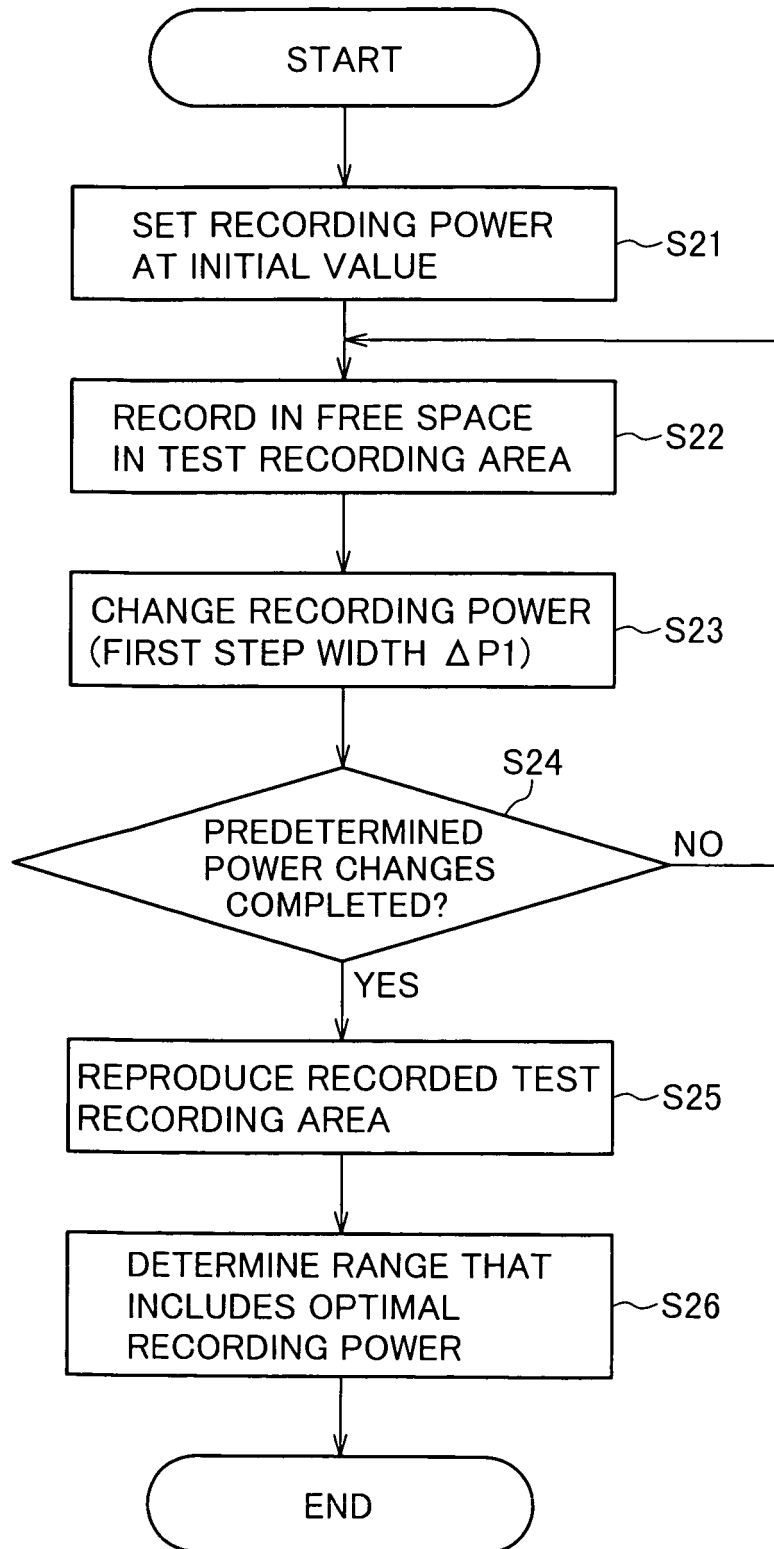 START
SET RECORDING POWER
AT INITIAL VALUE
S21
RECORD IN FREE SPACE
IN TEST RECORDING AREA
S22
CHANGE RECORDING POWER
(FIRST STEP WIDTH ΔP1)
S23
S24
PREDETERMINED
POWER CHANGES
COMPLETED?
NO
YES
REPRODUCE RECORDED TEST
RECORDING AREA
S25
DETERMINE RANGE THAT
INCLUDES OPTIMAL
RECORDING POWER
S26
END